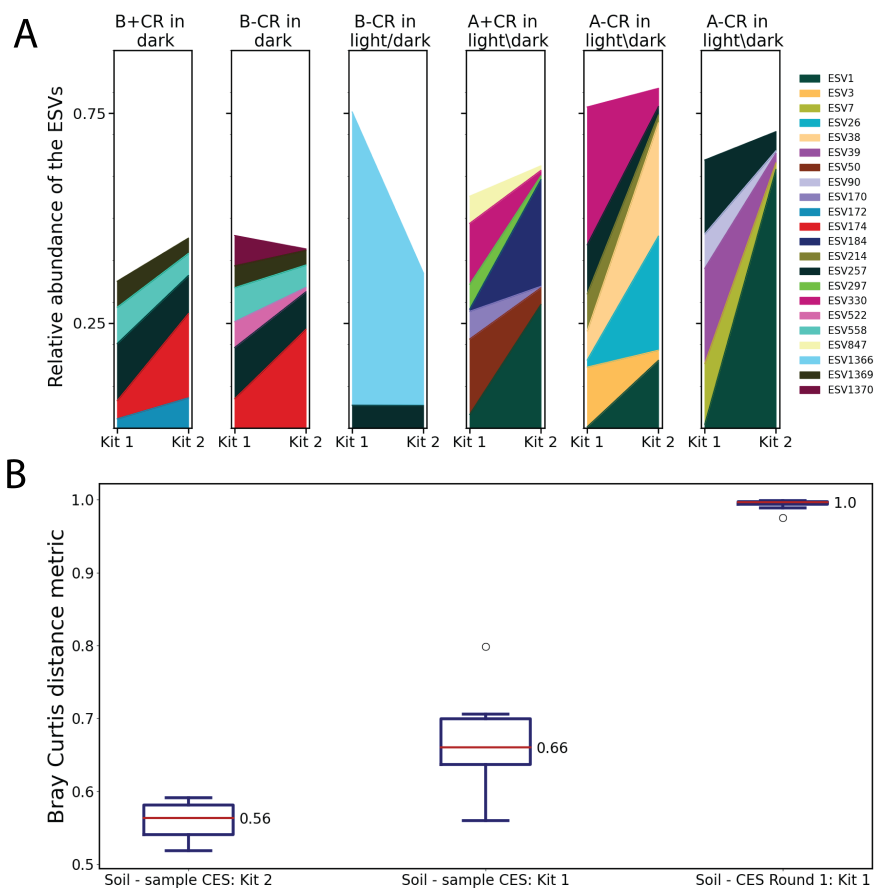 A
B+CR in
dark
B-CR in
dark
B-CR in
light/dark
A+CR in
light\dark
A-CR in
light\dark
A-CR in
light\dark
Relative abundance of the ESVs
0.75
0.25
Kit 1 Kit 2
Kit 1 Kit 2
Kit 1 Kit 2
Kit 1 Kit 2
Kit 1 Kit 2
Kit 1 Kit 2
ESV1
ESV3
ESV7
ESV26
ESV38
ESV39
ESV50
ESV90
ESV170
ESV172
ESV174
ESV184
ESV214
ESV257
ESV297
ESV330
ESV522
ESV558
ESV847
ESV1366
ESV1369
ESV1370
B
Bray Curtis distance metric
1.0
0.9
0.8
0.7
0.6
0.5
0.56
0.66
1.0
Soil - sample CES: Kit 2
Soil - sample CES: Kit 1
Soil - CES Round 1: Kit 1